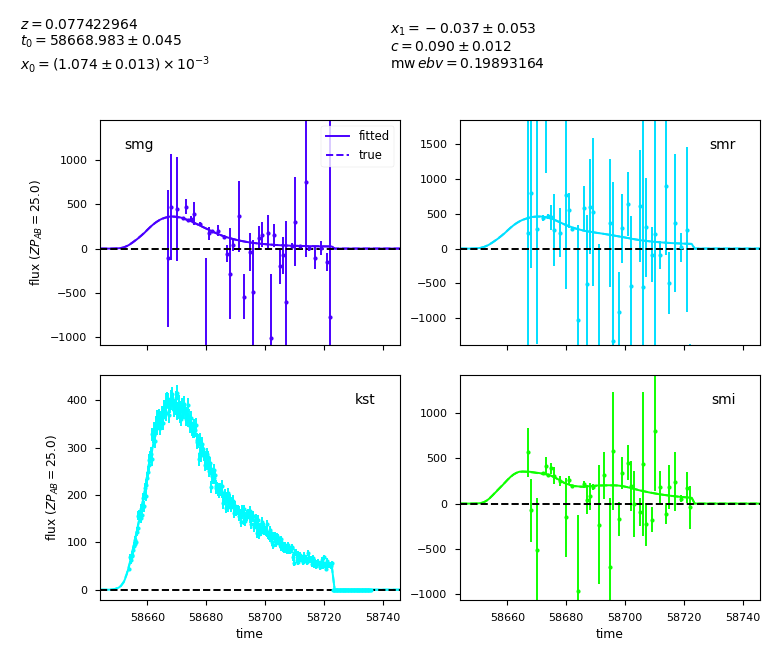 z = 0.077422964
t₀ = 58668.983 ± 0.045
x₀ = (1.074 ± 0.013) × 10⁻³
x₁ = −0.037 ± 0.053
c = 0.090 ± 0.012
mw ebv = 0.19893164
smg
fitted
true
1000
500
0
−500
−1000
flux (ZP_AB = 25.0)
smr
1500
1000
500
0
−500
−1000
kst
400
300
200
100
0
flux (ZP_AB = 25.0)
58660 58680 58700 58720 58740
time
smi
1000
500
0
−500
−1000
58660 58680 58700 58720 58740
time